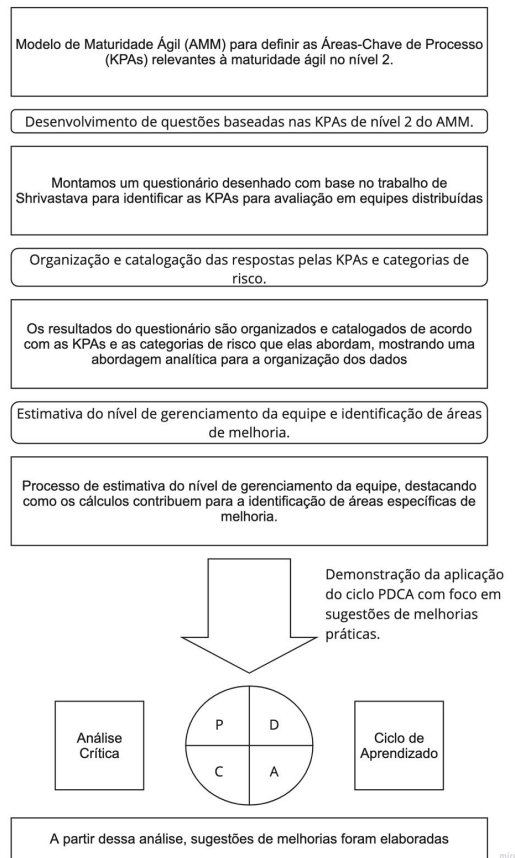 Modelo de Maturidade Ágil (AMM) para definir as Áreas-Chave de Processo
(KPAs) relevantes à maturidade ágil no nível 2.
Desenvolvimento de questões baseadas nas KPAs de nível 2 do AMM.
Montamos um questionário desenhado com base no trabalho de
Shrivastava para identificar as KPAs para avaliação em equipes distribuídas
Organização e catalogação das respostas pelas KPAs e categorias de
risco.
Os resultados do questionário são organizados e catalogados de acordo
com as KPAs e as categorias de risco que elas abordam, mostrando uma
abordagem analítica para a organização dos dados
Estimativa do nível de gerenciamento da equipe e identificação de áreas
de melhoria.
Processo de estimativa do nível de gerenciamento da equipe, destacando
como os cálculos contribuem para a identificação de áreas específicas de
melhoria.
Demonstração da aplicação
do ciclo PDCA com foco em
sugestões de melhorias
práticas.
Análise
Crítica
P
D
C
A
Ciclo de
Aprendizado
A partir dessa análise, sugestões de melhorias foram elaboradas
miro